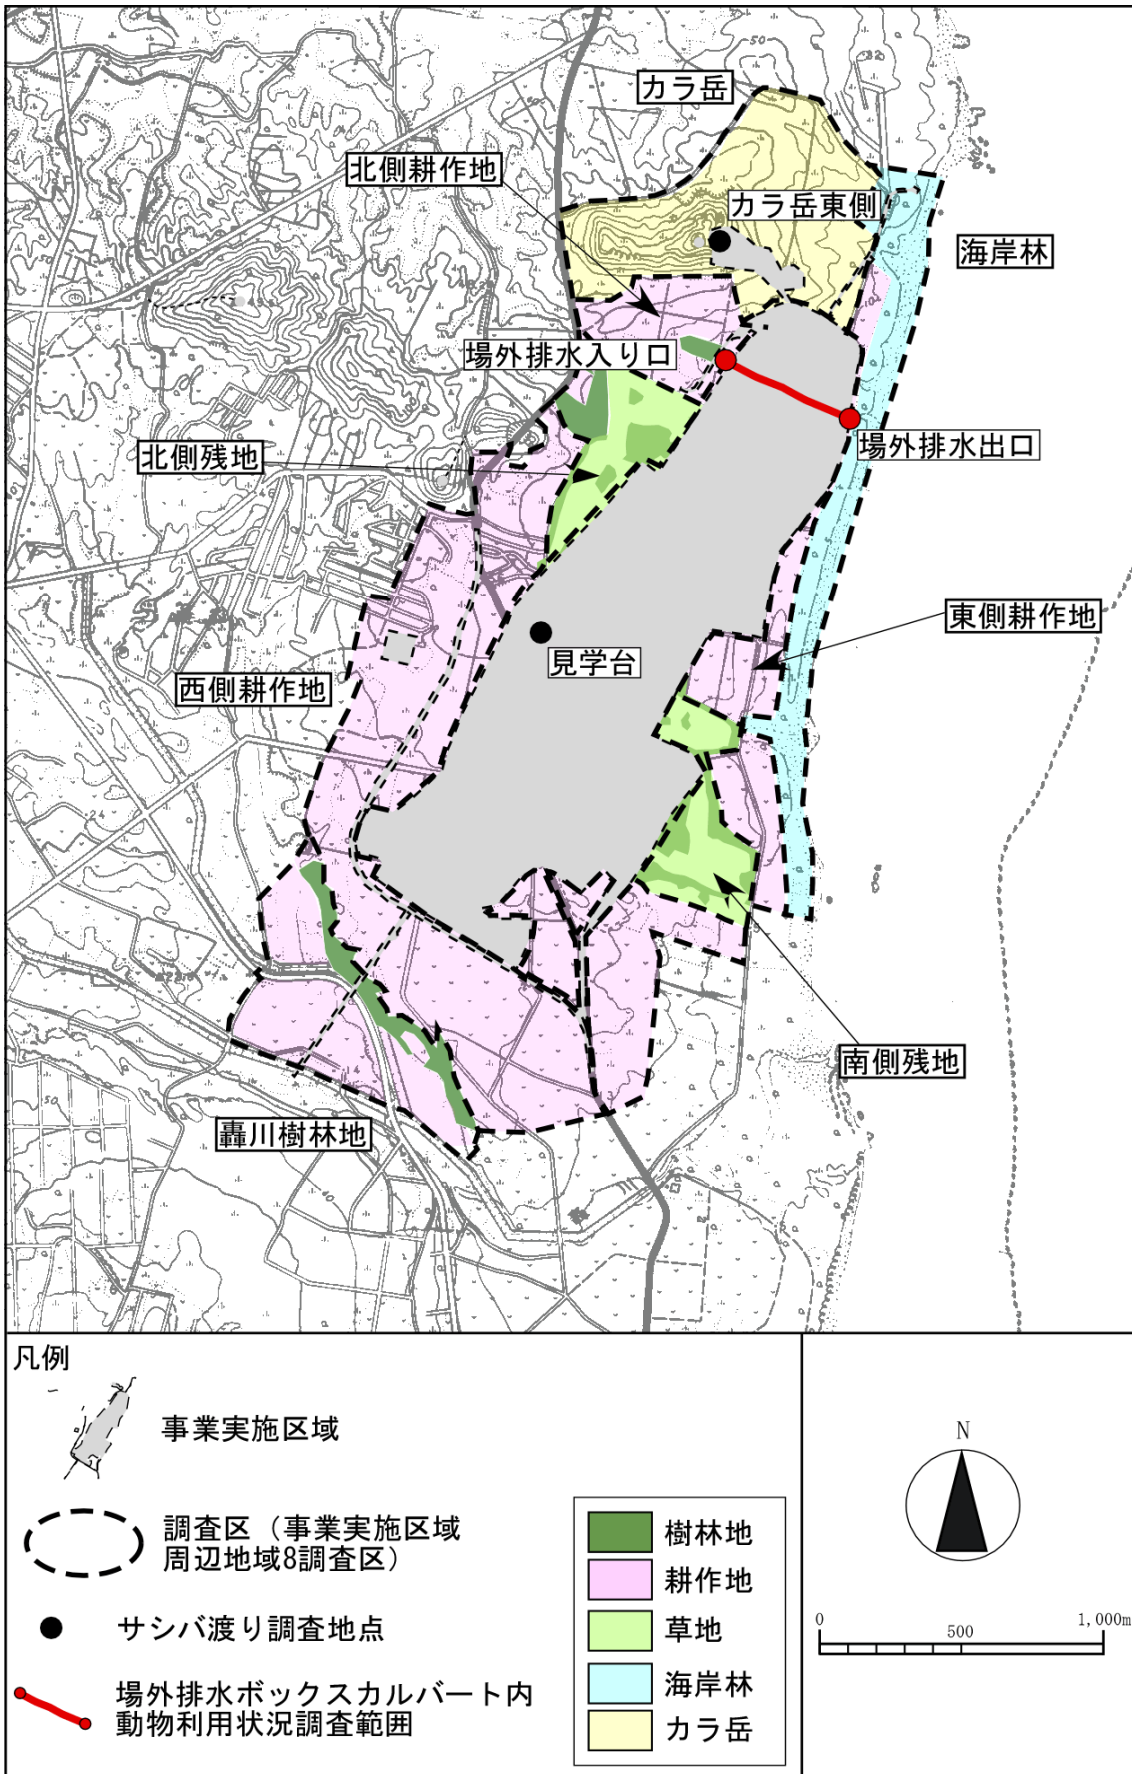 カラ岳
北側耕作地
カラ岳東側
海岸林
場外排水入り口
場外排水出口
北側残地
東側耕作地
見学台
西側耕作地
南側残地
轟川樹林地
凡例
事業実施区域
調査区（事業実施区域
周辺地域8調査区）
サシバ渡り調査地点
場外排水ボックスカルバート内
動物利用状況調査範囲
樹林地
耕作地
草地
海岸林
カラ岳
N
0
500
1,000m